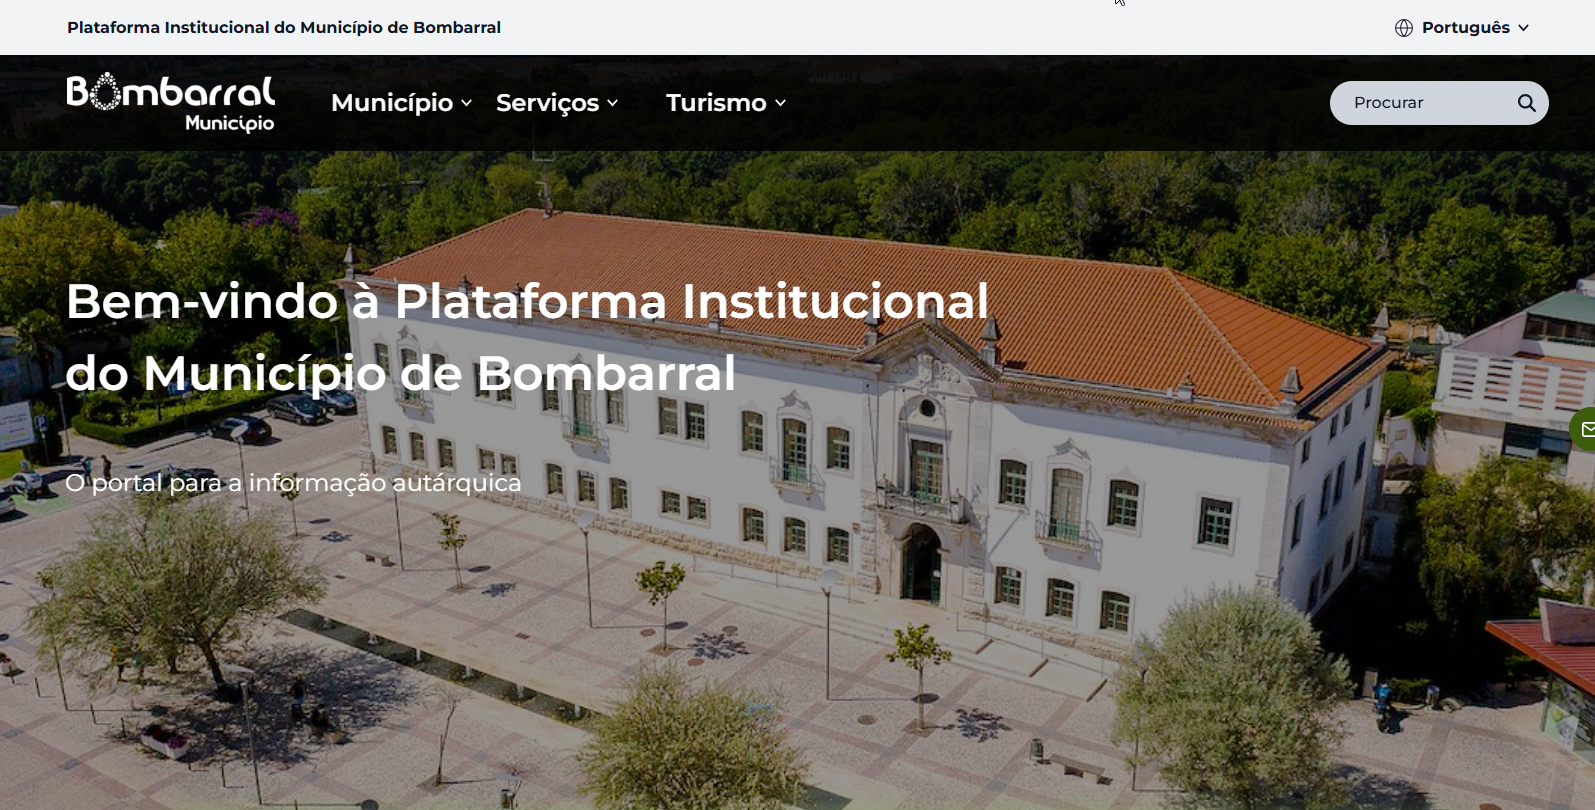 Plataforma Institucional do Município de Bombarral
Português
Bombarral
Município
Município
Serviços
Turismo
Procurar
Bem-vindo à Plataforma Institucional
do Município de Bombarral
O portal para a informação autárquica
P